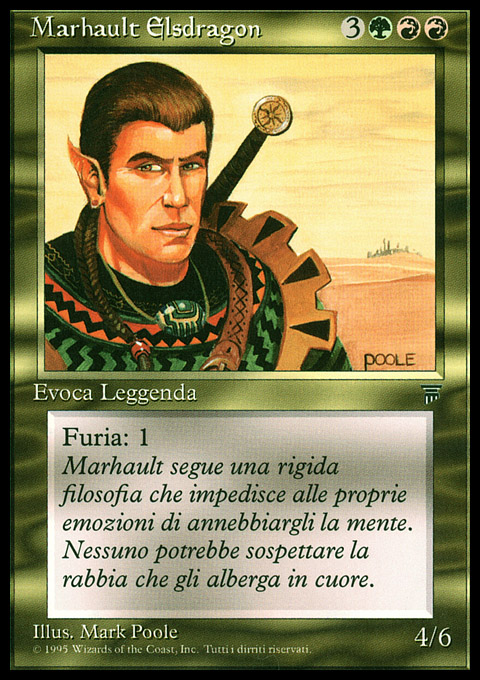 Marhault Elsdragon 3
POOLE
Evoca Leggenda
Furia: 1
Marhault segue una rigida
filosofia che impedisce alle proprie
emozioni di annebbiargli la mente.
Nessuno potrebbe sospettare la
rabbia che gli alberga in cuore.
Illus. Mark Poole
4/6
© 1995 Wizards of the Coast, Inc. Tutti i diritti riservati.